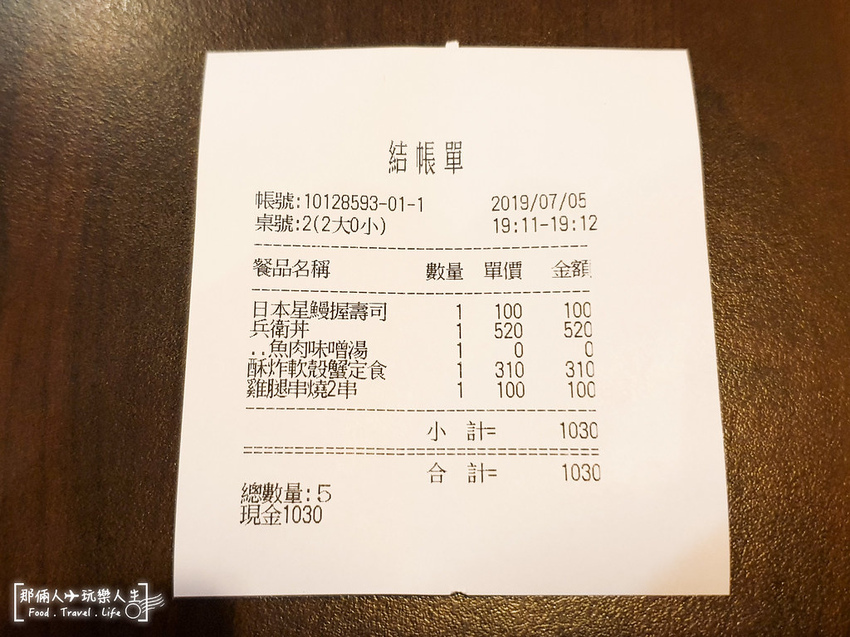 結帳單
帳號:10128593-01-1 2019/07/05
桌號:2(2大0小) 19:11-19:12
餐品名稱 數量 單價 金額
日本星鰻握壽司 1 100 100
兵衛丼 1 520 520
..魚肉味噌湯 1 0 0
酥炸軟殼蟹定食 1 310 310
雞腿串燒2串 1 100 100
小 計= 1030
合 計= 1030
總數量:5
現金1030
那倆人玩樂人生
Food . Travel . Life